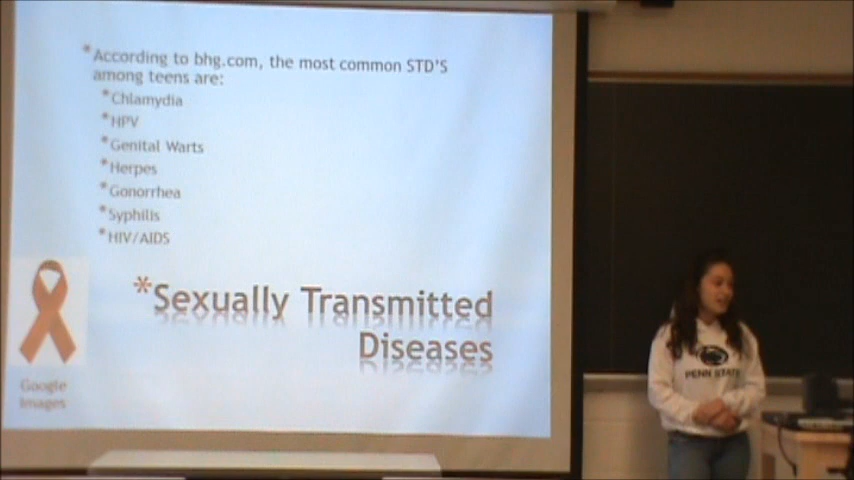 *According to bhg.com, the most common STD'S
among teens are:
*Chlamydia
*HPV
*Genital Warts
*Herpes
*Gonorrhea
*Syphilis
*HIV/AIDS
*Sexually Transmitted
Diseases
Google
Images
PENN STATE